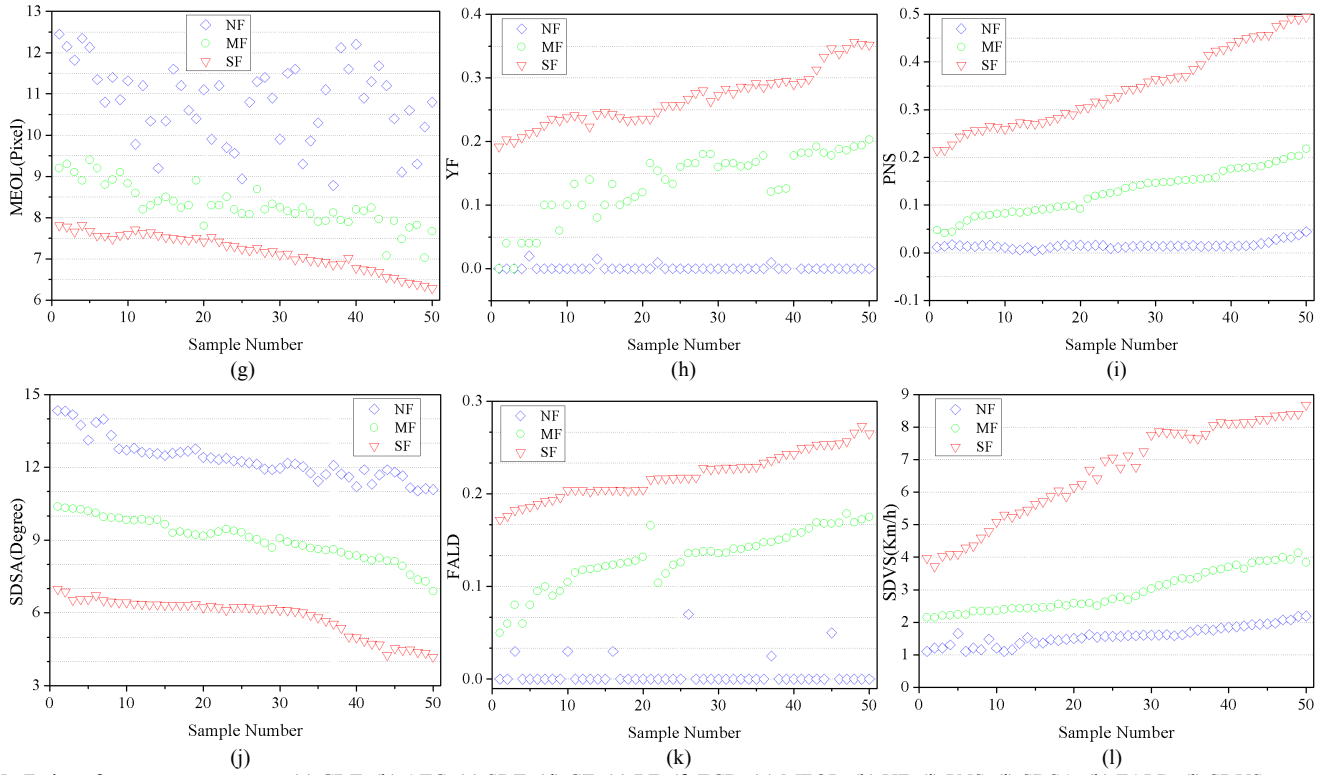 13
12
11
10
9
8
7
6
MEOL(Pixel)
NF
MF
SF
0 10 20 30 40 50
Sample Number
(g)
0.4
0.3
0.2
0.1
0.0
YF
NF
MF
SF
0 10 20 30 40 50
Sample Number
(h)
0.5
0.4
0.3
0.2
0.1
0.0
-0.1
PNS
NF
MF
SF
0 10 20 30 40 50
Sample Number
(i)
15
12
9
6
3
SDSA(Degree)
NF
MF
SF
0 10 20 30 40 50
Sample Number
(j)
0.3
0.2
0.1
0.0
FALD
NF
MF
SF
0 10 20 30 40 50
Sample Number
(k)
9
8
7
6
5
4
3
2
1
0
SDVS(Km/h)
NF
MF
SF
0 10 20 30 40 50
Sample Number
(l)